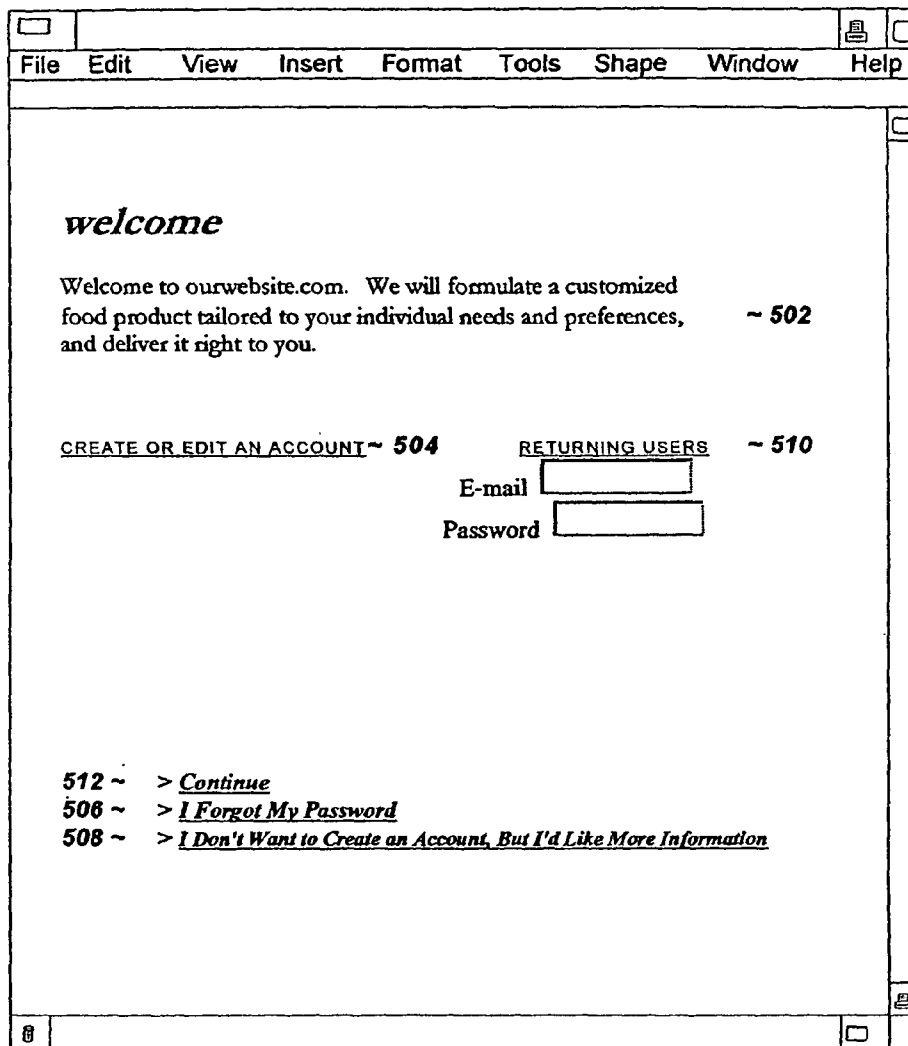 File Edit View Insert Format Tools Shape Window Help
welcome
Welcome to ourwebsite.com. We will formulate a customized
food product tailored to your individual needs and preferences, ~ 502
and deliver it right to you.
CREATE OR EDIT AN ACCOUNT ~ 504 RETURNING USERS ~ 510
E-mail
Password
512 ~ > Continue
506 ~ > I Forgot My Password
508 ~ > I Don't Want to Create an Account, But I'd Like More Information